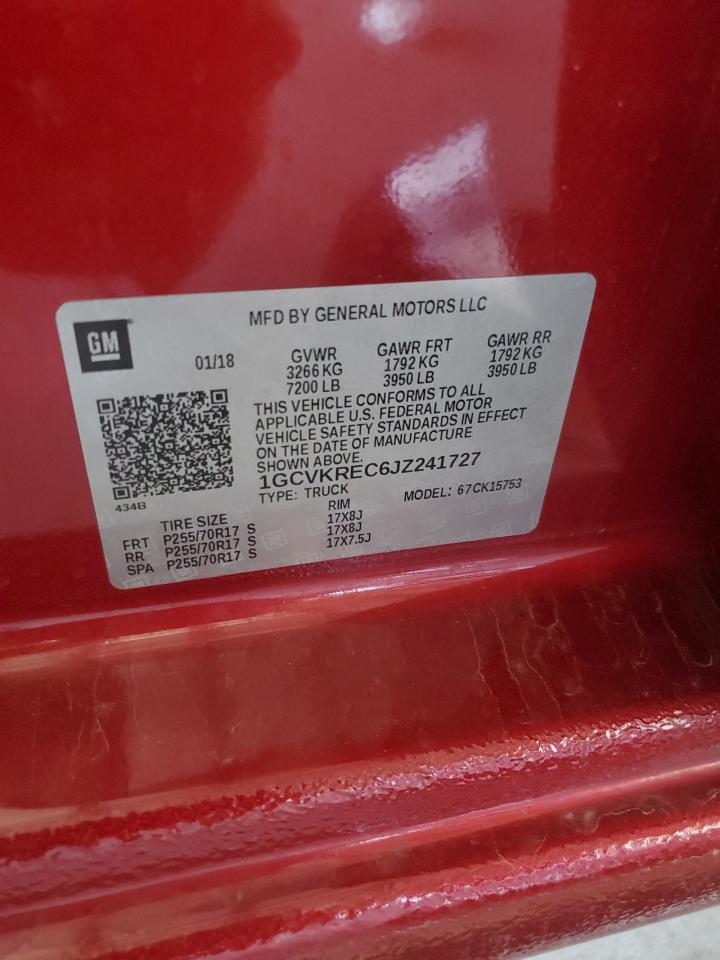 MFD BY GENERAL MOTORS LLC
GM
01/18
GVWR
3266 KG
7200 LB
GAWR FRT
1792 KG
3950 LB
GAWR RR
1792 KG
3950 LB
THIS VEHICLE CONFORMS TO ALL
APPLICABLE U.S. FEDERAL MOTOR
VEHICLE SAFETY STANDARDS IN EFFECT
ON THE DATE OF MANUFACTURE
SHOWN ABOVE.
1GCVKREC6JZ241727
TYPE: TRUCK
MODEL: 67CK15753
434B
TIRE SIZE RIM
FRT P255/70R17 S 17X8J
RR P255/70R17 S 17X8J
SPA P255/70R17 S 17X7.5J